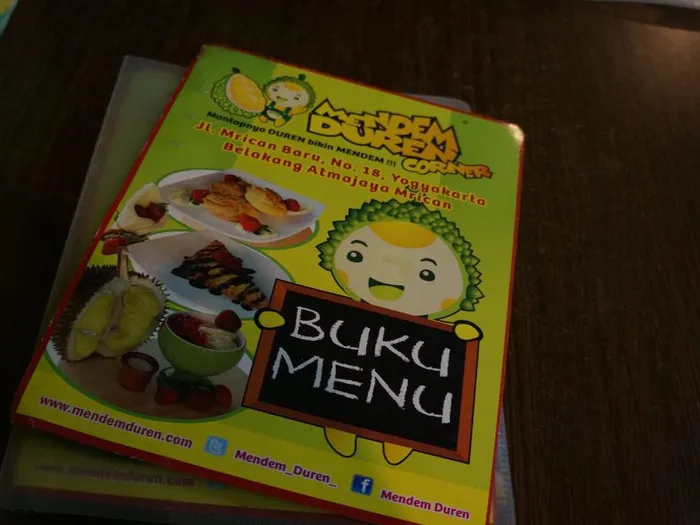 MENDEM
DUREN
CORNER
Mantapnya DUREN bikin MENDEM !!!
Jl. Mrican Baru, No. 18, Yogyakarta
Belakang Atmajaya Mrican
BUKU
MENU
www.mendemduren.com
Mendem_Duren_
f
Mendem Duren